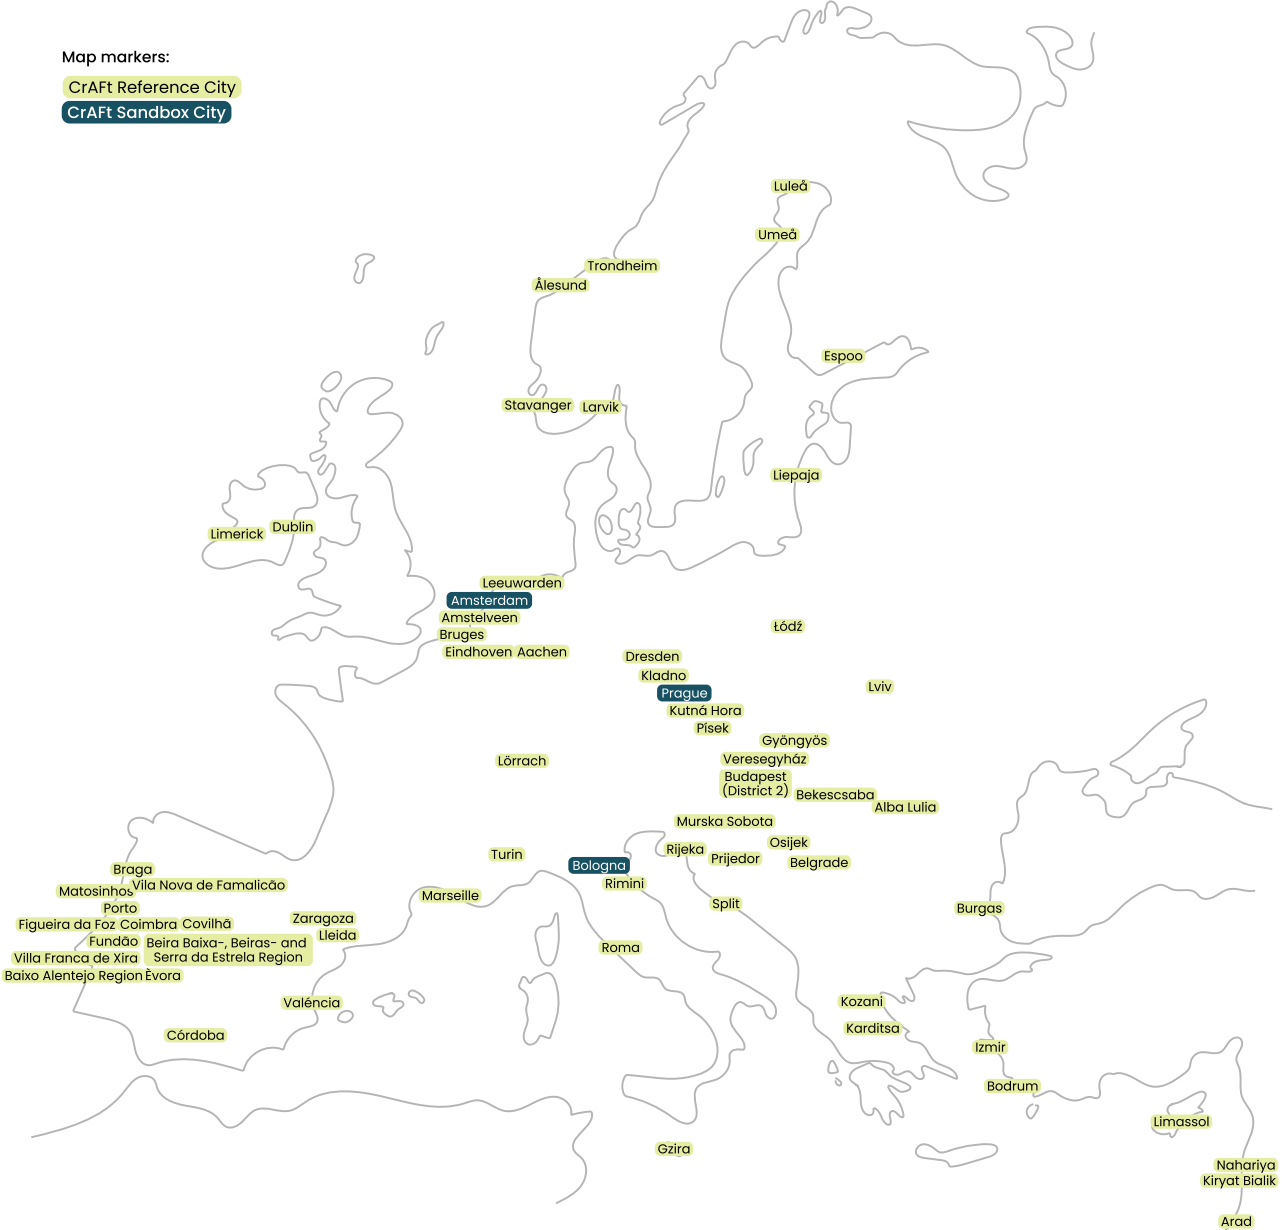 Map markers:
CrAFt Reference City
CrAFt Sandbox City
Luleå
Umeå
Trondheim
Ålesund
Espoo
Stavanger
Larvik
Liepaja
Dublin
Limerick
Leeuwarden
Amsterdam
Amstelveen
Bruges
Eindhoven
Aachen
Łódź
Dresden
Kladno
Prague
Kutná Hora
Písek
Lviv
Gyöngyös
Veresegyház
Budapest
(District 2)
Bekescsaba
Alba Lulia
Lörrach
Murska Sobota
Osijek
Rijeka
Prijedor
Belgrade
Turin
Bologna
Rimini
Marseille
Split
Burgas
Braga
Matosinhos
Vila Nova de Famalicão
Porto
Figueira da Foz
Coimbra
Covilhã
Zaragoza
Lleida
Fundão
Beira Baixa-, Beiras- and
Serra da Estrela Region
Villa Franca de Xira
Baixo Alentejo Region
Èvora
Roma
Valéncia
Córdoba
Kozani
Karditsa
Izmir
Bodrum
Limassol
Gzira
Nahariya
Kiryat Bialik
Arad